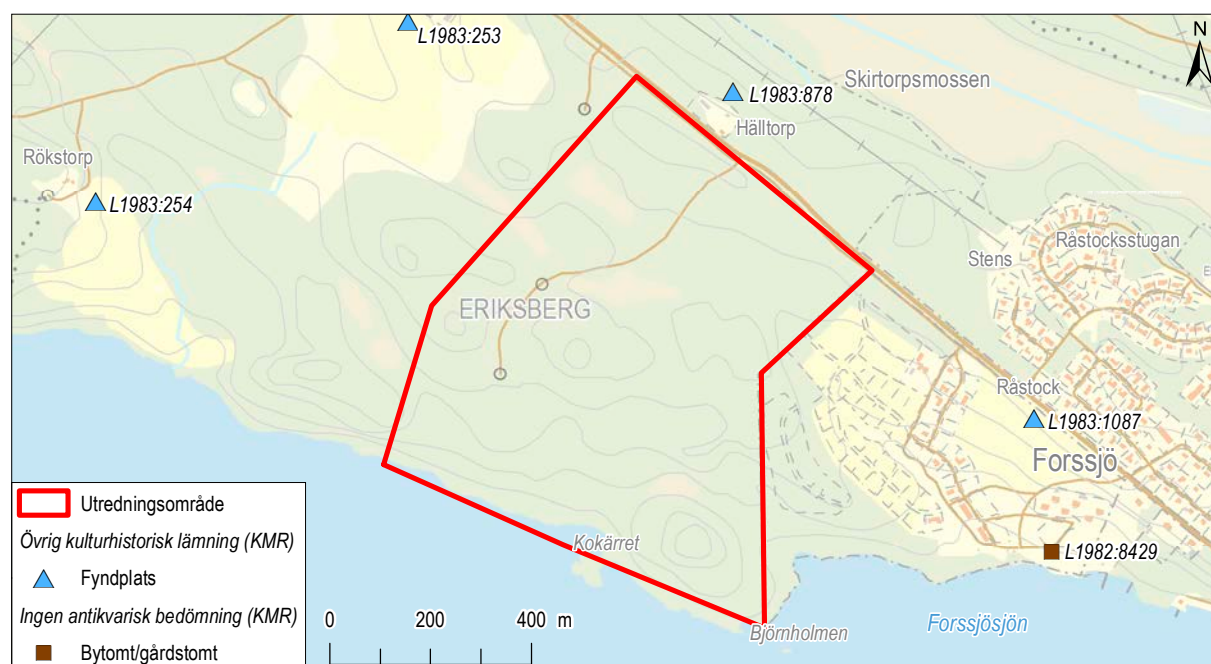 L1983:253
N
Skirtorpsmossen
L1983:878
Hälltorp
Rökstorp
L1983:254
Råstocksstugan
Stens
ERIKSBERG
Råstock
L1983:1087
Forssjö
Utredningsområde
Övrig kulturhistorisk lämning (KMR)
Kokärret
L1982:8429
Fyndplats
Ingen antikvarisk bedömning (KMR)
0 200 400 m
Björnholmen
Forssjösjön
Bytomt/gårdstomt